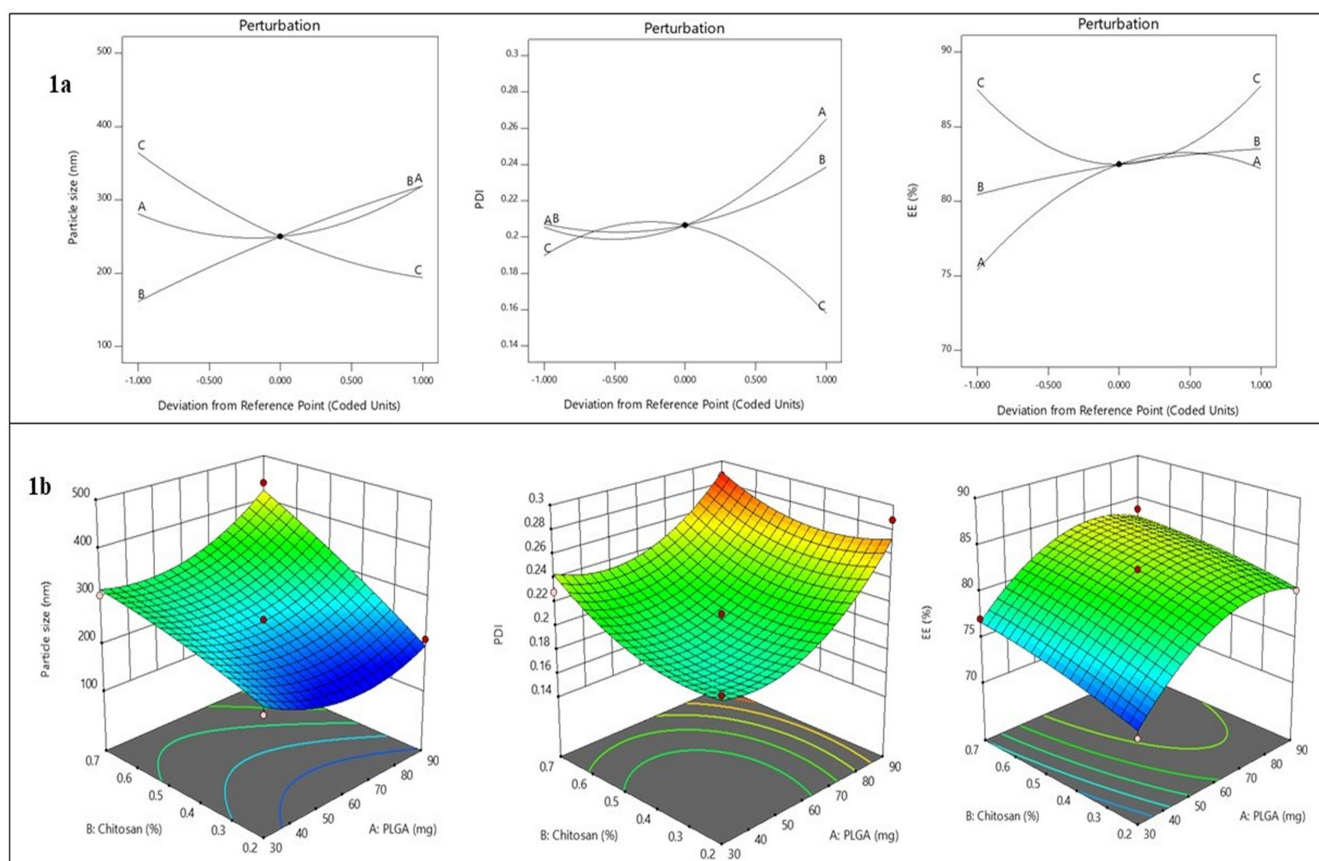 1a
Perturbation
500
400
300
200
100
Particle size (nm)
C
A
B
B A
C
-1.000 -0.500 0.000 0.500 1.000
Deviation from Reference Point (Coded Units)
Perturbation
0.3
0.28
0.26
0.24
0.22
0.2
0.18
0.16
0.14
PDI
A B
C
A
B
C
-1.000 -0.500 0.000 0.500 1.000
Deviation from Reference Point (Coded Units)
Perturbation
90
85
80
75
70
EE (%)
C
B
A
C
B
A
-1.000 -0.500 0.000 0.500 1.000
Deviation from Reference Point (Coded Units)
1b
500
400
300
200
100
Particle size (nm)
0.7 0.6 0.5 0.4 0.3 0.2
B: Chitosan (%)
30 40 50 60 70 80 90
A: PLGA (mg)
0.3
0.28
0.26
0.24
0.22
0.2
0.18
0.16
0.14
PDI
0.7 0.6 0.5 0.4 0.3 0.2
B: Chitosan (%)
30 40 50 60 70 80 90
A: PLGA (mg)
90
85
80
75
70
EE (%)
0.7 0.6 0.5 0.4 0.3 0.2
B: Chitosan (%)
30 40 50 60 70 80 90
A: PLGA (mg)